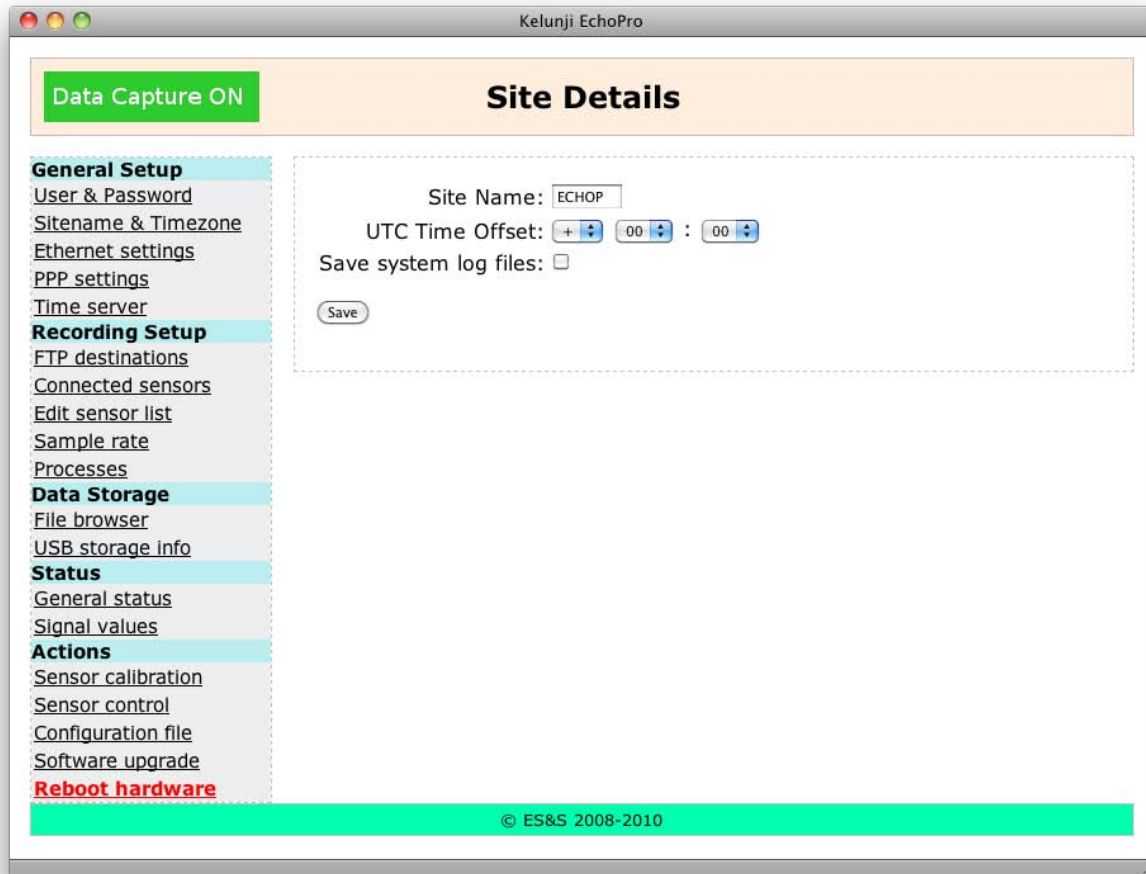 Kelunji EchoPro
Data Capture ON
Site Details
General Setup
User & Password
Sitename & Timezone
Ethernet settings
PPP settings
Time server
Recording Setup
FTP destinations
Connected sensors
Edit sensor list
Sample rate
Processes
Data Storage
File browser
USB storage info
Status
General status
Signal values
Actions
Sensor calibration
Sensor control
Configuration file
Software upgrade
Reboot hardware
Site Name: ECHOP
UTC Time Offset: + 00 : 00
Save system log files:
Save
© ES&S 2008-2010